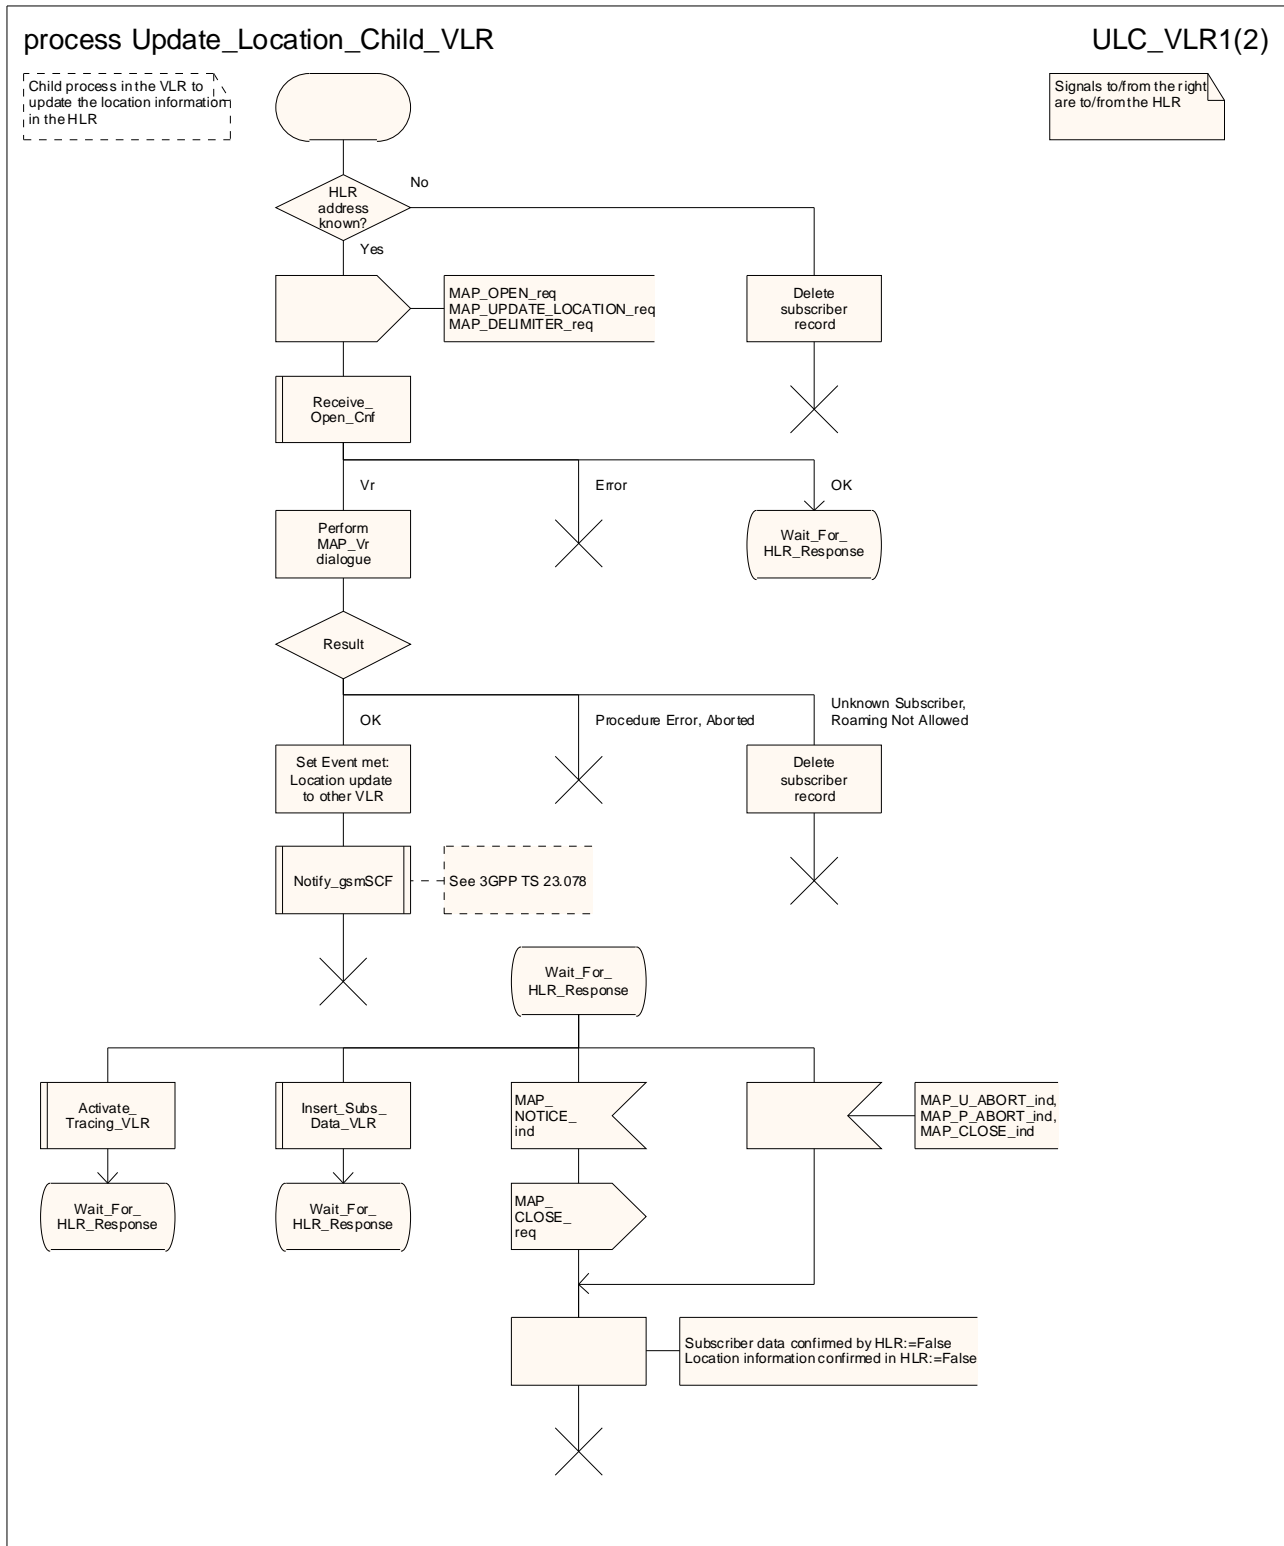 process Update_Location_Child_VLR
ULC_VLR1(2)
Child process in the VLR to
update the location information
in the HLR
Signals to/from the right
are to/from the HLR
HLR
address
known?
No
Yes
MAP_OPEN_req
MAP_UPDATE_LOCATION_req
MAP_DELIMITER_req
Delete
subscriber
record
Receive_
Open_Cnf
Vr
Error
OK
Perform
MAP_Vr
dialogue
Wait_For_
HLR_Response
Result
OK
Procedure Error, Aborted
Unknown Subscriber,
Roaming Not Allowed
Set Event met:
Location update
to other VLR
Delete
subscriber
record
Notify_gsmSCF
See 3GPP TS 23.078
Wait_For_
HLR_Response
Activate_
Tracing_VLR
Insert_Subs_
Data_VLR
MAP_
NOTICE_
ind
MAP_U_ABORT_ind,
MAP_P_ABORT_ind,
MAP_CLOSE_ind
Wait_For_
HLR_Response
Wait_For_
HLR_Response
MAP_
CLOSE_
req
Subscriber data confirmed by HLR:=False
Location information confirmed in HLR:=False